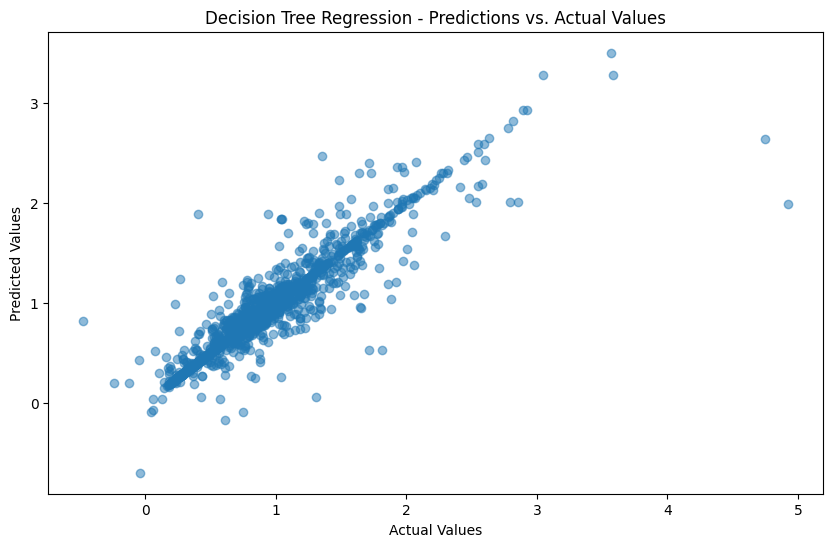 Decision Tree Regression - Predictions vs. Actual Values
Predicted Values
3
2
1
0
0 1 2 3 4 5
Actual Values